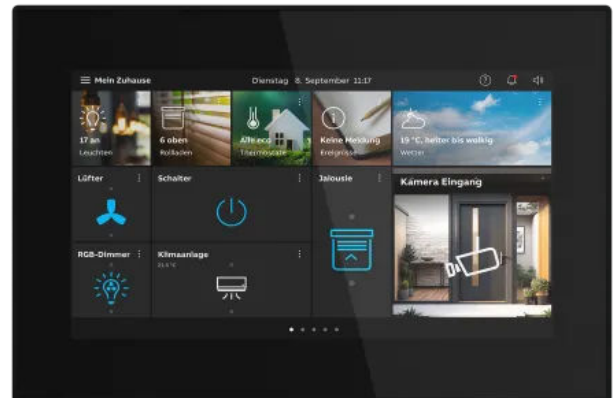 Mein Zuhause
Dienstag 8. September 11:17
17 an
Leuchten
6 oben
Rollladen
Alle eco
Thermostate
Keine Meldung
Ereignisse
19 °C, heiter bis wolkig
Wetter
Lüfter
Schalter
Jalousie
Kamera Eingang
RGB-Dimmer
Klimaanlage